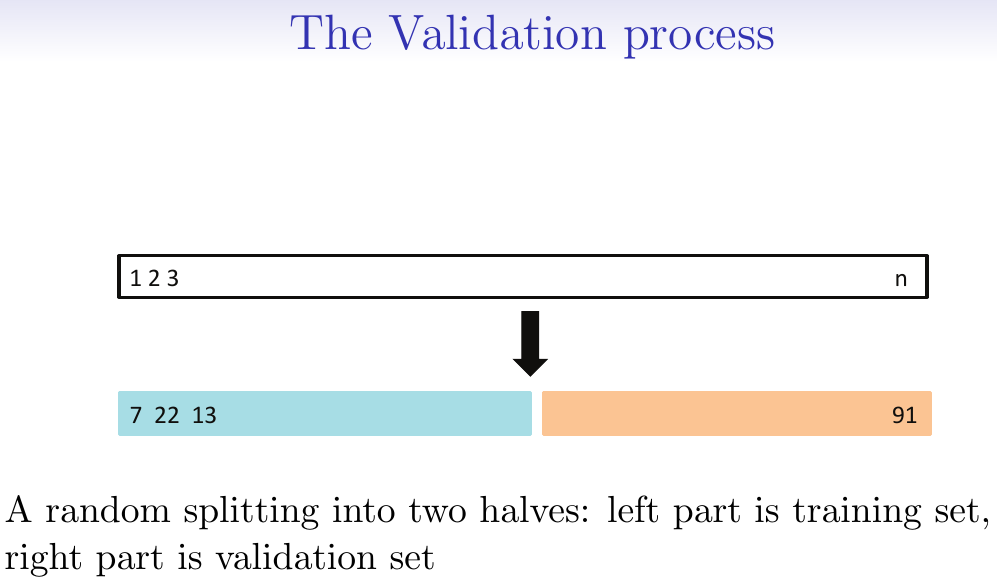 The Validation process
1 2 3 n
7 22 13 91
A random splitting into two halves: left part is training set,
right part is validation set